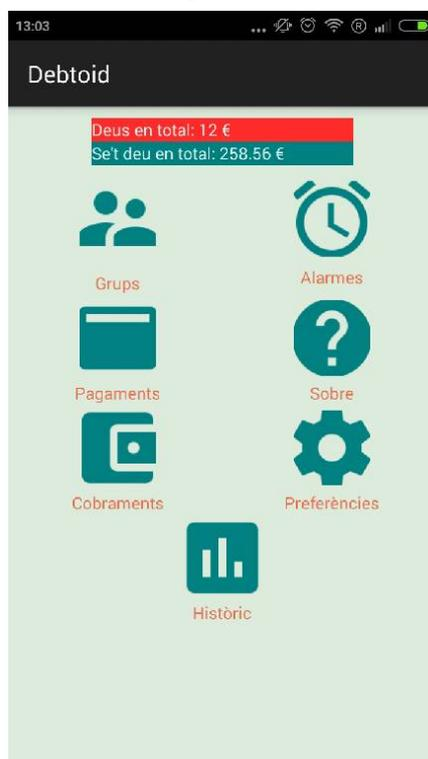 13:03
Debtoid
Deus en total: 12 €
Se't deu en total: 258.56 €
Grups
Alarmes
Pagaments
Sobre
Cobraments
Preferències
Històric